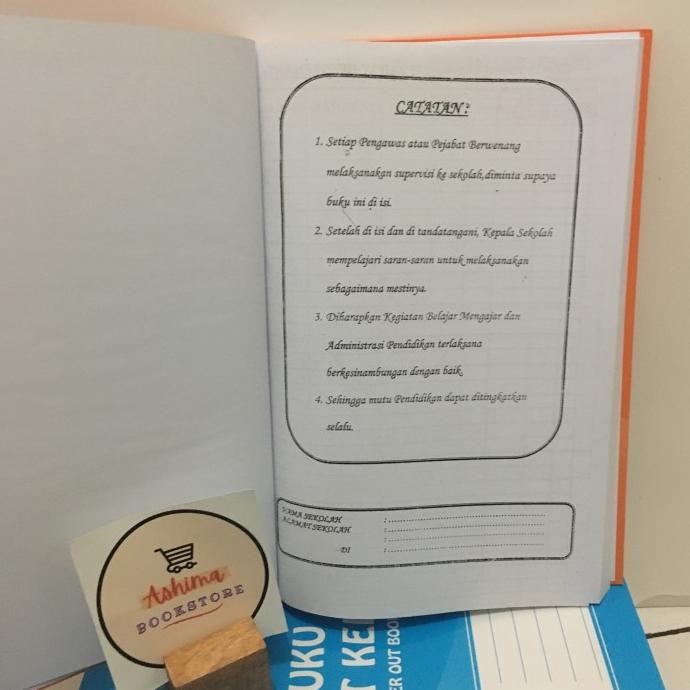 CATATAN :
1. Setiap Pengawas atau Pejabat Berwenang
melaksanakan supervisi ke sekolah, diminta supaya
buku ini di isi.
2. Setelah di isi dan di tandatangani, Kepala Sekolah
mempelajari saran-saran untuk melaksanakan
sebagaimana mestinya.
3. Diharapkan Kegiatan Belajar Mengajar dan
Administrasi Pendidikan terlaksana
berkesinambungan dengan baik.
4. Sehingga mutu Pendidikan dapat ditingkatkan
selalu.
NAMA SEKOLAH : ........................................
ALAMAT SEKOLAH : ........................................
: ........................................
DI : ........................................
Ashima
BOOKSTORE
UKU
T KE
ER OUT BOO